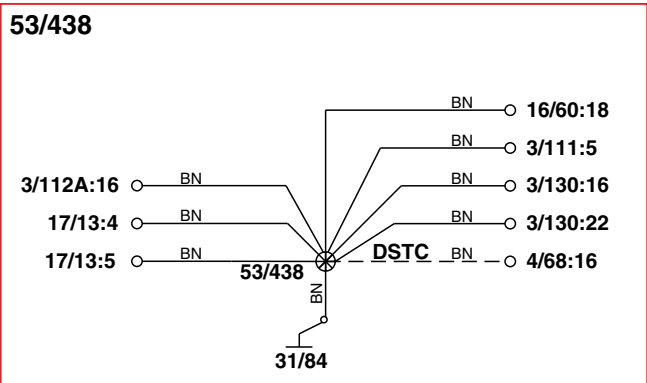 53/438
BN 16/60:18
BN 3/111:5
3/112A:16 BN BN 3/130:16
17/13:4 BN BN 3/130:22
17/13:5 BN 53/438 DSTC BN 4/68:16
BN
31/84